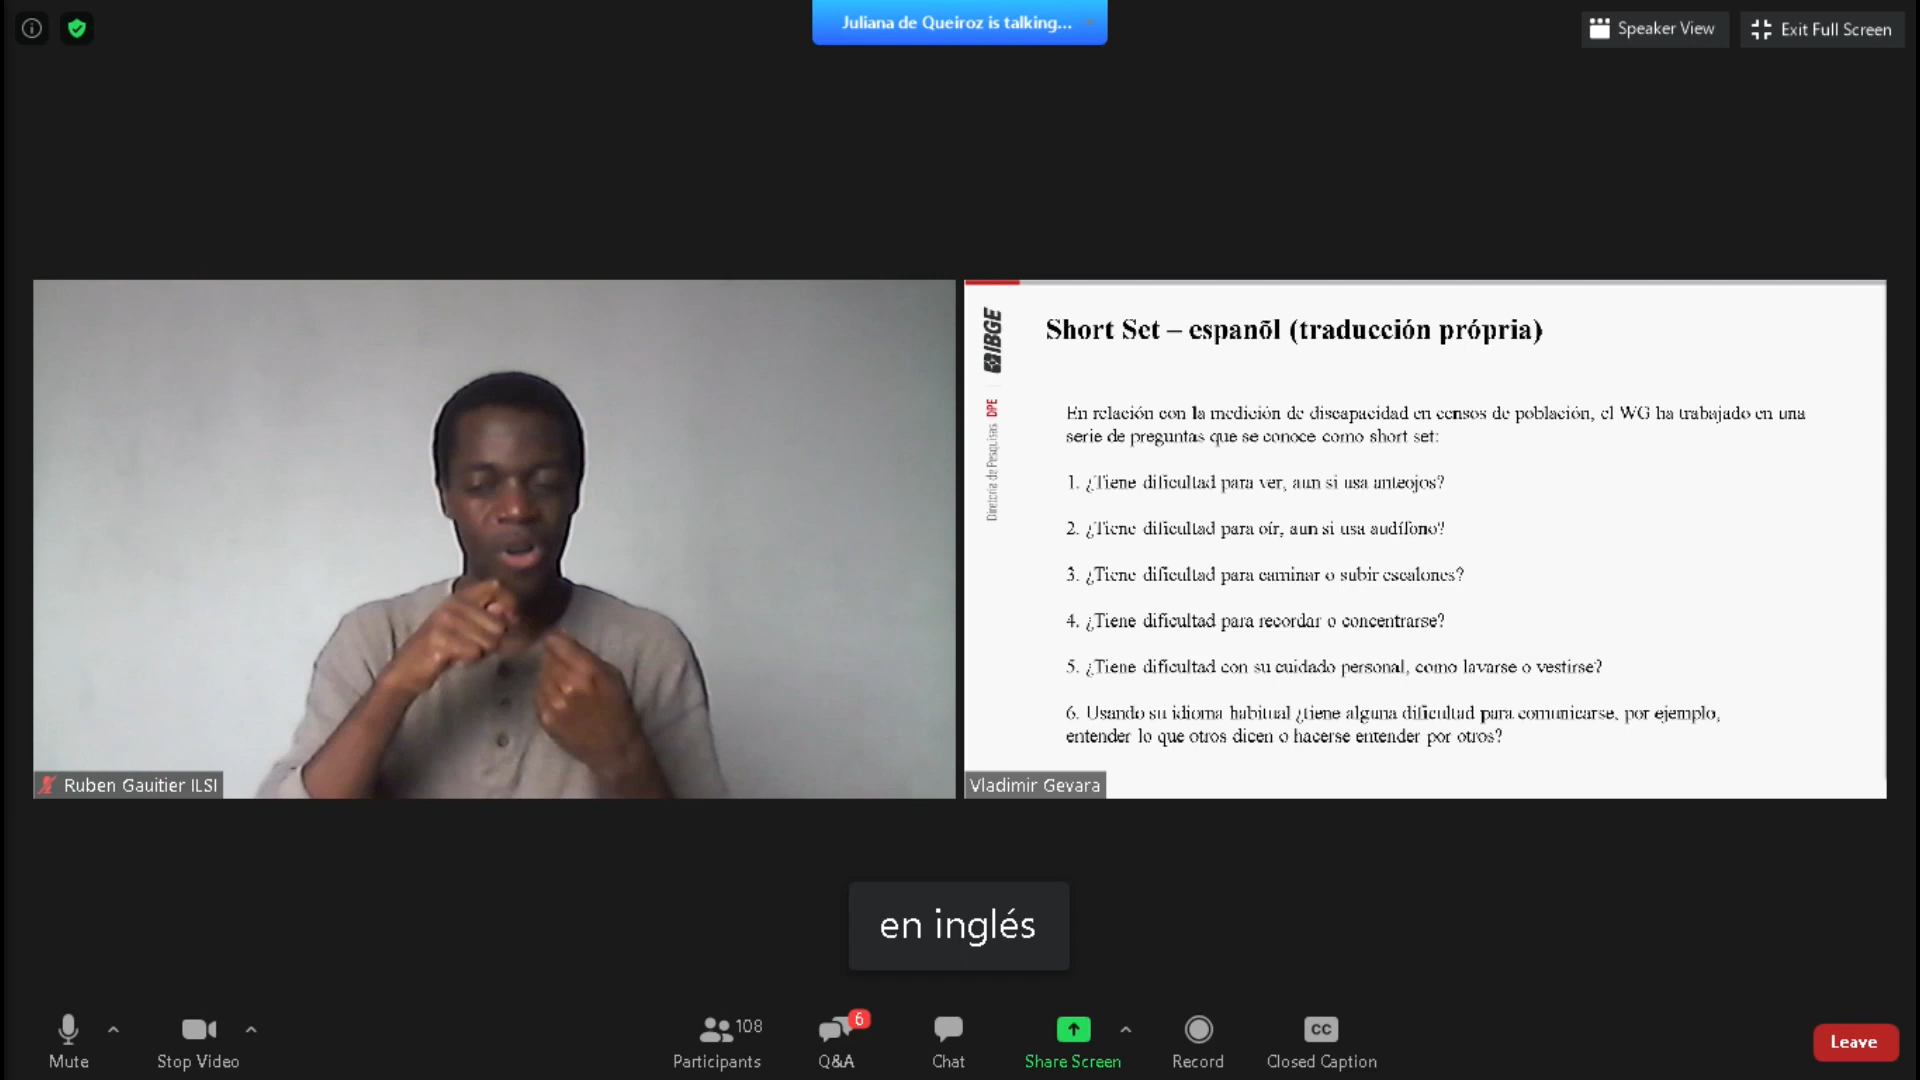 Juliana de Queiroz is talking...
Speaker View
Exit Full Screen
IBGE
Diretoria de Pesquisas DPE
Short Set – espanõl (traducción própria)
En relación con la medición de discapacidad en censos de población, el WG ha trabajado en una
serie de preguntas que se conoce como short set:
1. ¿Tiene dificultad para ver, aun si usa anteojos?
2. ¿Tiene dificultad para oír, aun si usa audífono?
3. ¿Tiene dificultad para caminar o subir escalones?
4. ¿Tiene dificultad para recordar o concentrarse?
5. ¿Tiene dificultad con su cuidado personal, como lavarse o vestirse?
6. Usando su idioma habitual ¿tiene alguna dificultad para comunicarse, por ejemplo,
entender lo que otros dicen o hacerse entender por otros?
Ruben Gauitier ILSI
Vladimir Gevara
en inglés
Mute
Stop Video
108
Participants
6
Q&A
Chat
Share Screen
Record
CC
Closed Caption
Leave